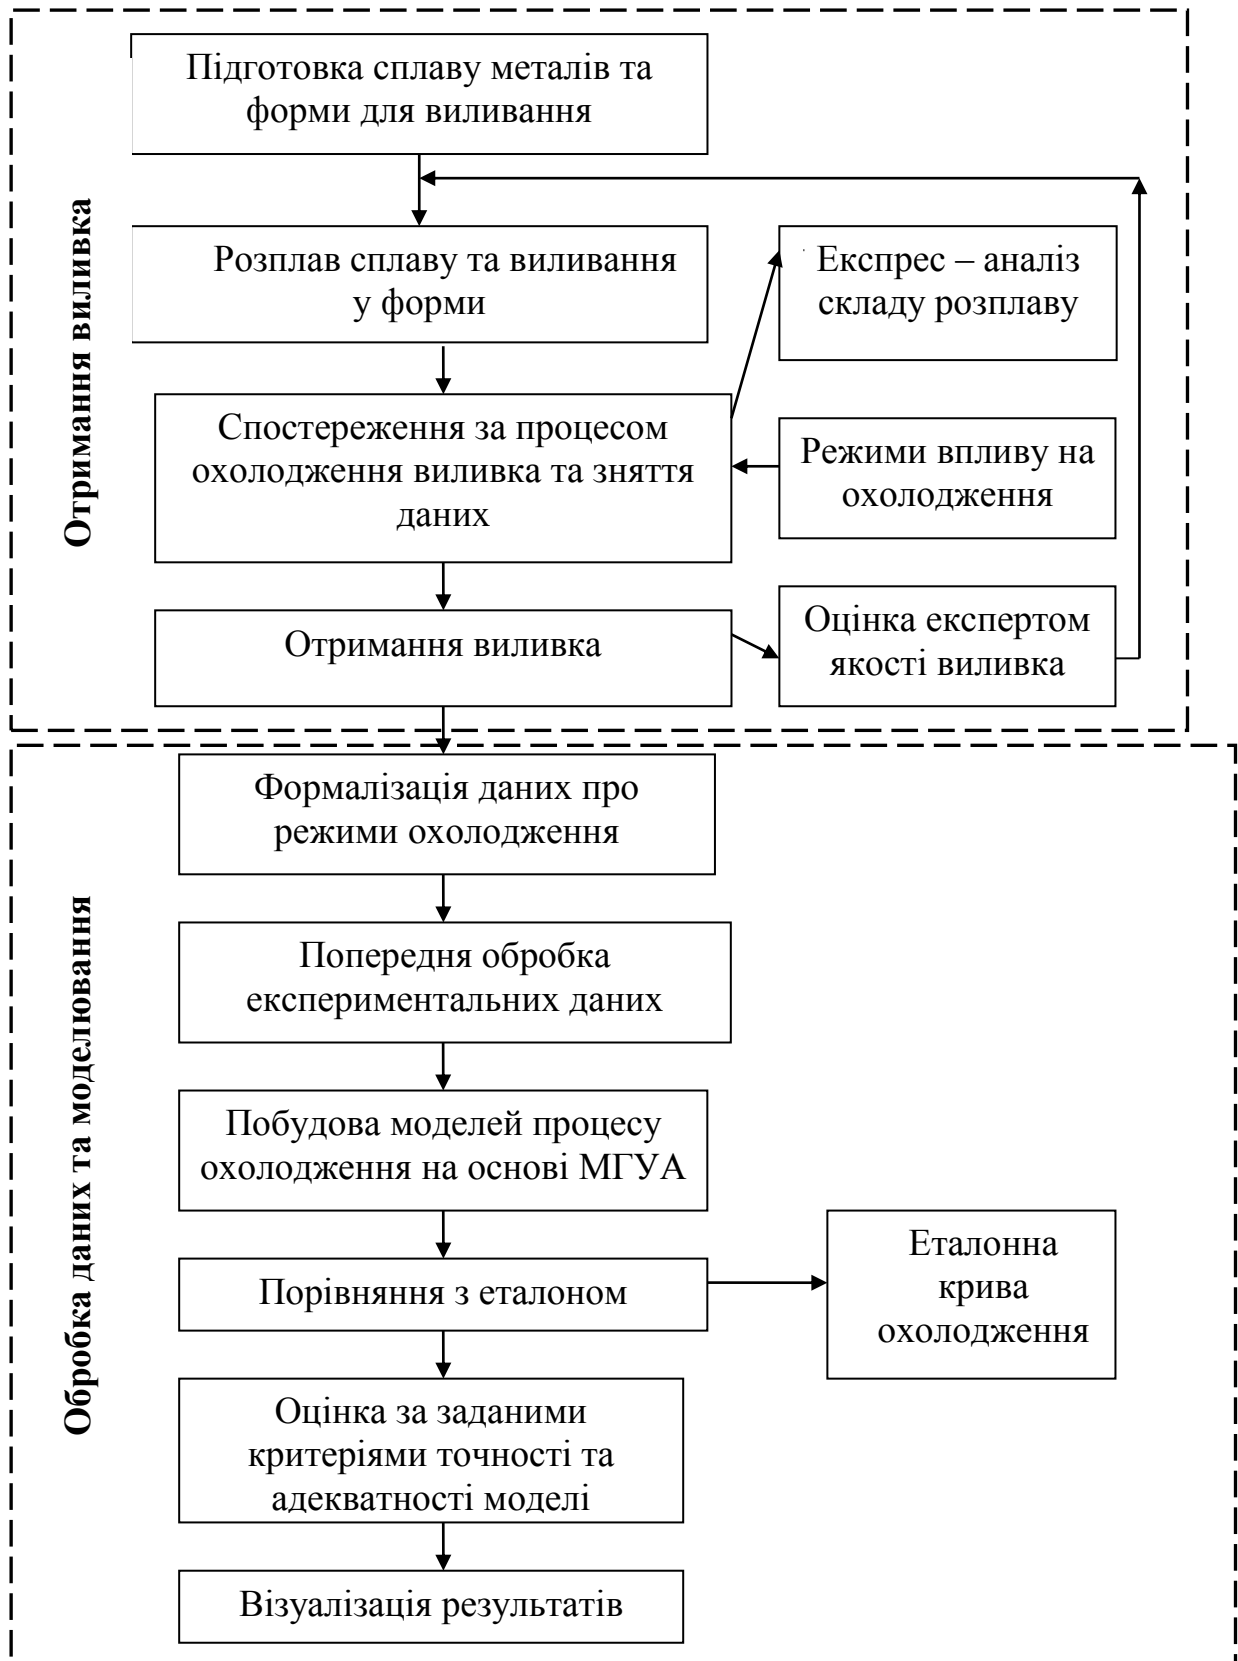 Отримання виливка
Підготовка сплаву металів та
форми для виливання
Розплав сплаву та виливання
у форми
Експрес – аналіз
складу розплаву
Спостереження за процесом
охолодження виливка та зняття
даних
Режими впливу на
охолодження
Отримання виливка
Оцінка експертом
якості виливка
Обробка даних та моделювання
Формалізація даних про
режими охолодження
Попередня обробка
експериментальних даних
Побудова моделей процесу
охолодження на основі МГУА
Порівняння з еталоном
Еталонна
крива
охолодження
Оцінка за заданими
критеріями точності та
адекватності моделі
Візуалізація результатів